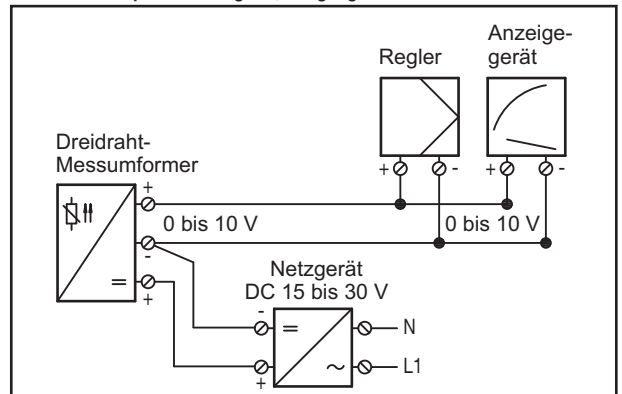 Anzeige-
gerät
Regler
Dreidraht-
Messumformer
+ - + -
+
0 bis 10 V 0 bis 10 V
-
=
+
Netzgerät
DC 15 bis 30 V
-
= N
~ L1
+